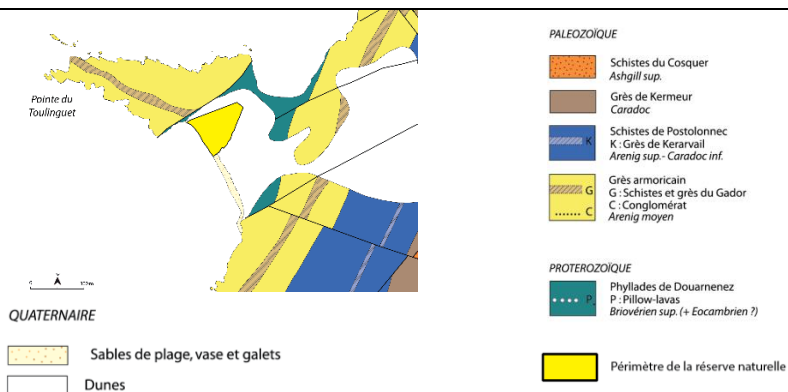 Pointe du
Toulinguet
0
102m
QUATERNAIRE
Sables de plage, vase et galets
Dunes
PALEOZOÏQUE
Schistes du Cosquer
Ashgill sup.
Grès de Kermeur
Caradoc
Schistes de Postolonnec
K K : Grès de Kerarvail
Arenig sup.- Caradoc inf.
Grès armoricain
G G : Schistes et grès du Gador
C C : Conglomérat
Arenig moyen
PROTEROZOÏQUE
Phyllades de Douarnenez
P. P : Pillow-lavas
Briovérien sup. (+ Eocambrien ?)
Périmètre de la réserve naturelle